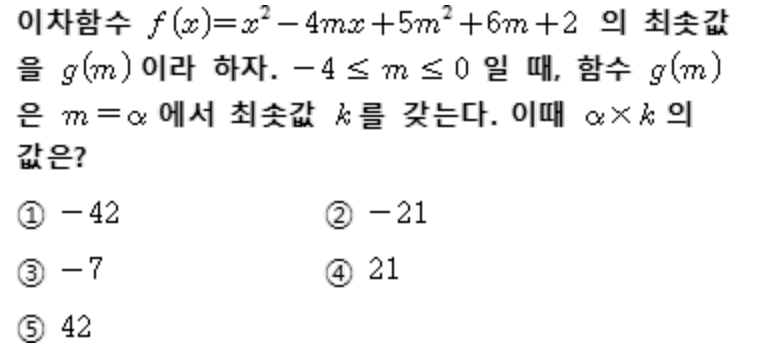 이차함수 f(x)=x²-4mx+5m²+6m+2 의 최솟값
을 g(m)이라 하자. -4 ≤ m ≤ 0 일 때, 함수 g(m)
은 m=α 에서 최솟값 k를 갖는다. 이때 α×k 의
값은?
① -42 ② -21
③ -7 ④ 21
⑤ 42